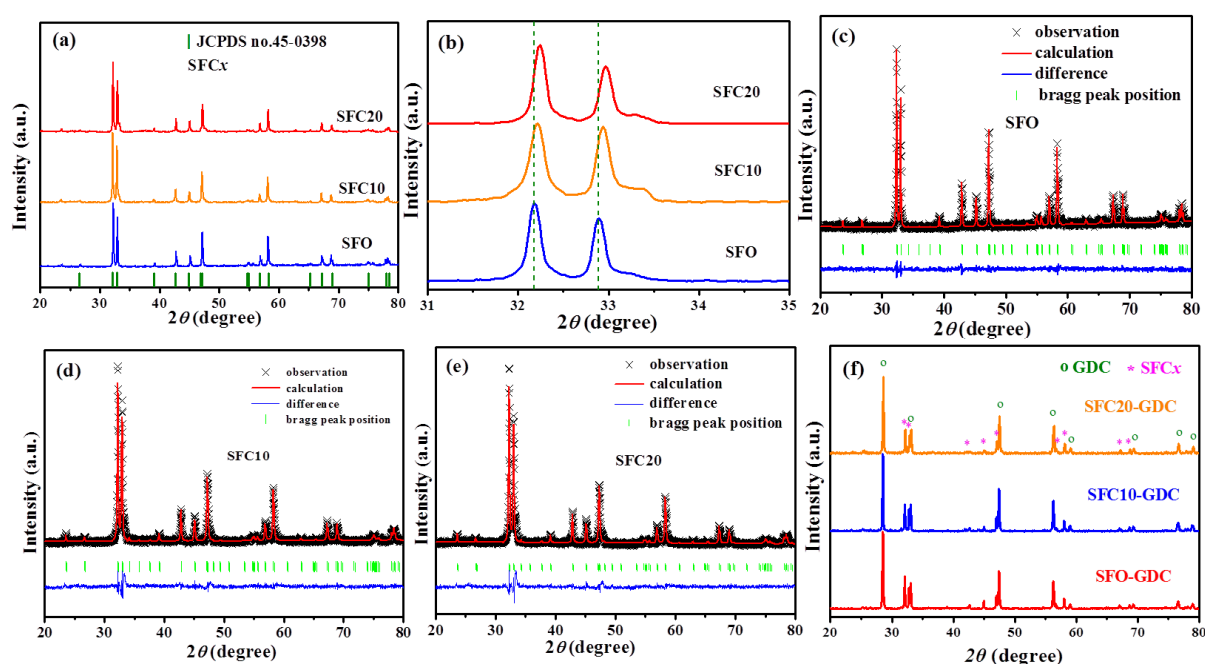 (a)
JCPDS no.45-0398
SFCx
SFC20
SFC10
SFO
Intensity (a.u.)
20 30 40 50 60 70 80
2θ (degree)
(b)
SFC20
SFC10
SFO
Intensity (a.u.)
31 32 33 34 35
2θ (degree)
(c)
observation
calculation
difference
bragg peak position
SFO
Intensity (a.u.)
20 30 40 50 60 70 80
2θ (degree)
(d)
observation
calculation
difference
bragg peak position
SFC10
Intensity (a.u.)
20 30 40 50 60 70 80
2θ (degree)
(e)
observation
calculation
difference
bragg peak position
SFC20
Intensity (a.u.)
20 30 40 50 60 70 80
2θ (degree)
(f)
o GDC * SFCx
SFC20-GDC
SFC10-GDC
SFO-GDC
Intensity (a.u.)
20 30 40 50 60 70 80
2θ (degree)